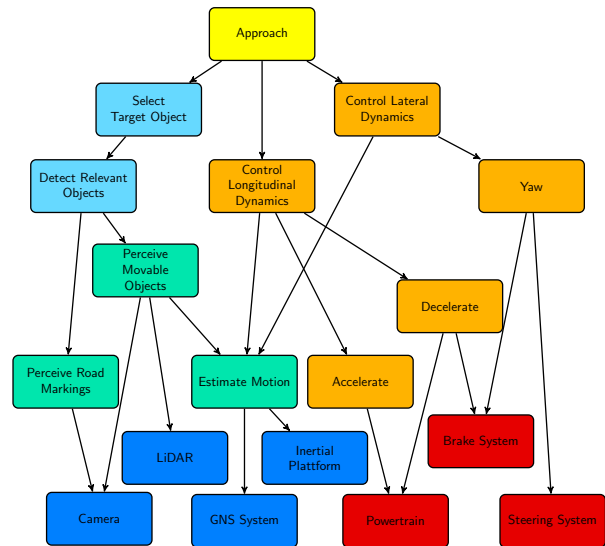 Approach
Select
Target Object
Control Lateral
Dynamics
Detect Relevant
Objects
Control
Longitudinal
Dynamics
Yaw
Perceive
Movable
Objects
Decelerate
Perceive Road
Markings
Estimate Motion
Accelerate
Brake System
LiDAR
Inertial
Plattform
Camera
GNS System
Powertrain
Steering System